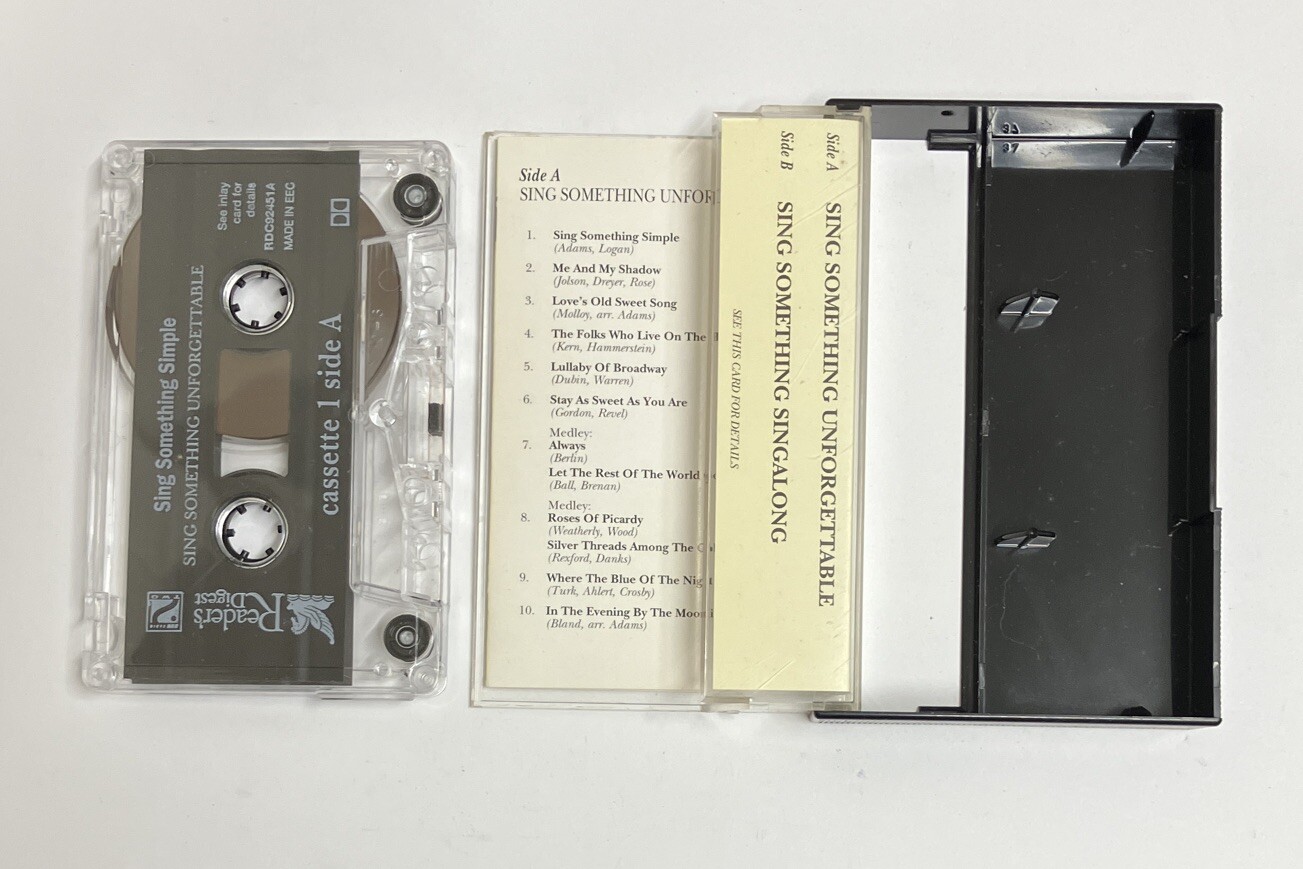 Sing Something Simple
SING SOMETHING UNFORGETTABLE
See inlay
card for
details
RDC92451A
MADE IN EEC
cassette 1 side A
Reader's
Digest
Side A
SING SOMETHING UNFOR
1. Sing Something Simple
(Adams, Logan)
2. Me And My Shadow
(Jolson, Dreyer, Rose)
3. Love's Old Sweet Song
(Molloy, arr. Adams)
4. The Folks Who Live On The
(Kern, Hammerstein)
5. Lullaby Of Broadway
(Dubin, Warren)
6. Stay As Sweet As You Are
(Gordon, Revel)
Medley:
7. Always
(Berlin)
Let The Rest Of The World
(Ball, Brenan)
Medley:
8. Roses Of Picardy
(Weatherly, Wood)
Silver Threads Among The
(Rexford, Danks)
9. Where The Blue Of The Night
(Turk, Ahlert, Crosby)
10. In The Evening By The Moon
(Bland, arr. Adams)
Side A SING SOMETHING UNFORGETTABLE
Side B SING SOMETHING SINGALONG
SEE THIS CARD FOR DETAILS
37